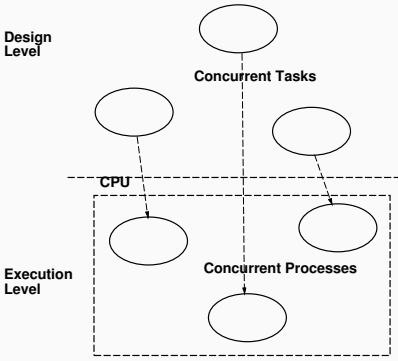 Design
Level
Concurrent Tasks
CPU
Concurrent Processes
Execution
Level